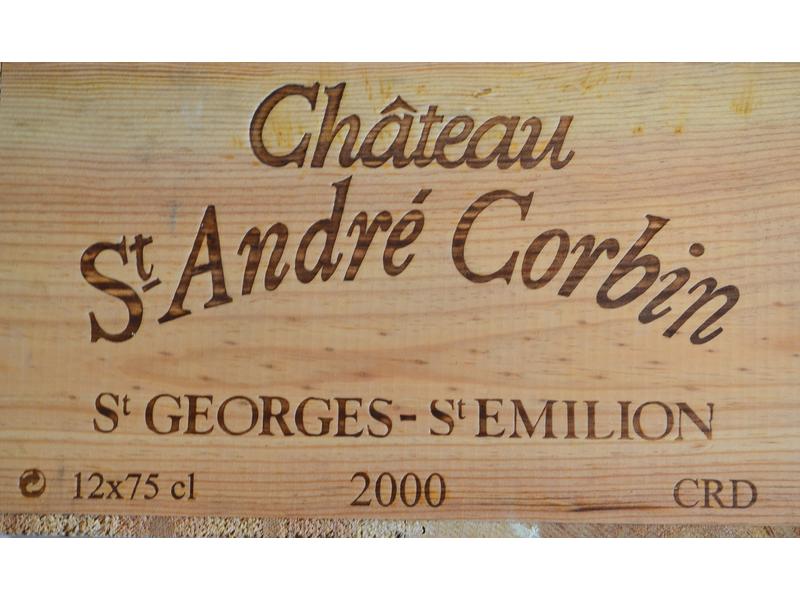 Château
St André Corbin
St GEORGES - St EMILION
12x75 cl 2000 CRD